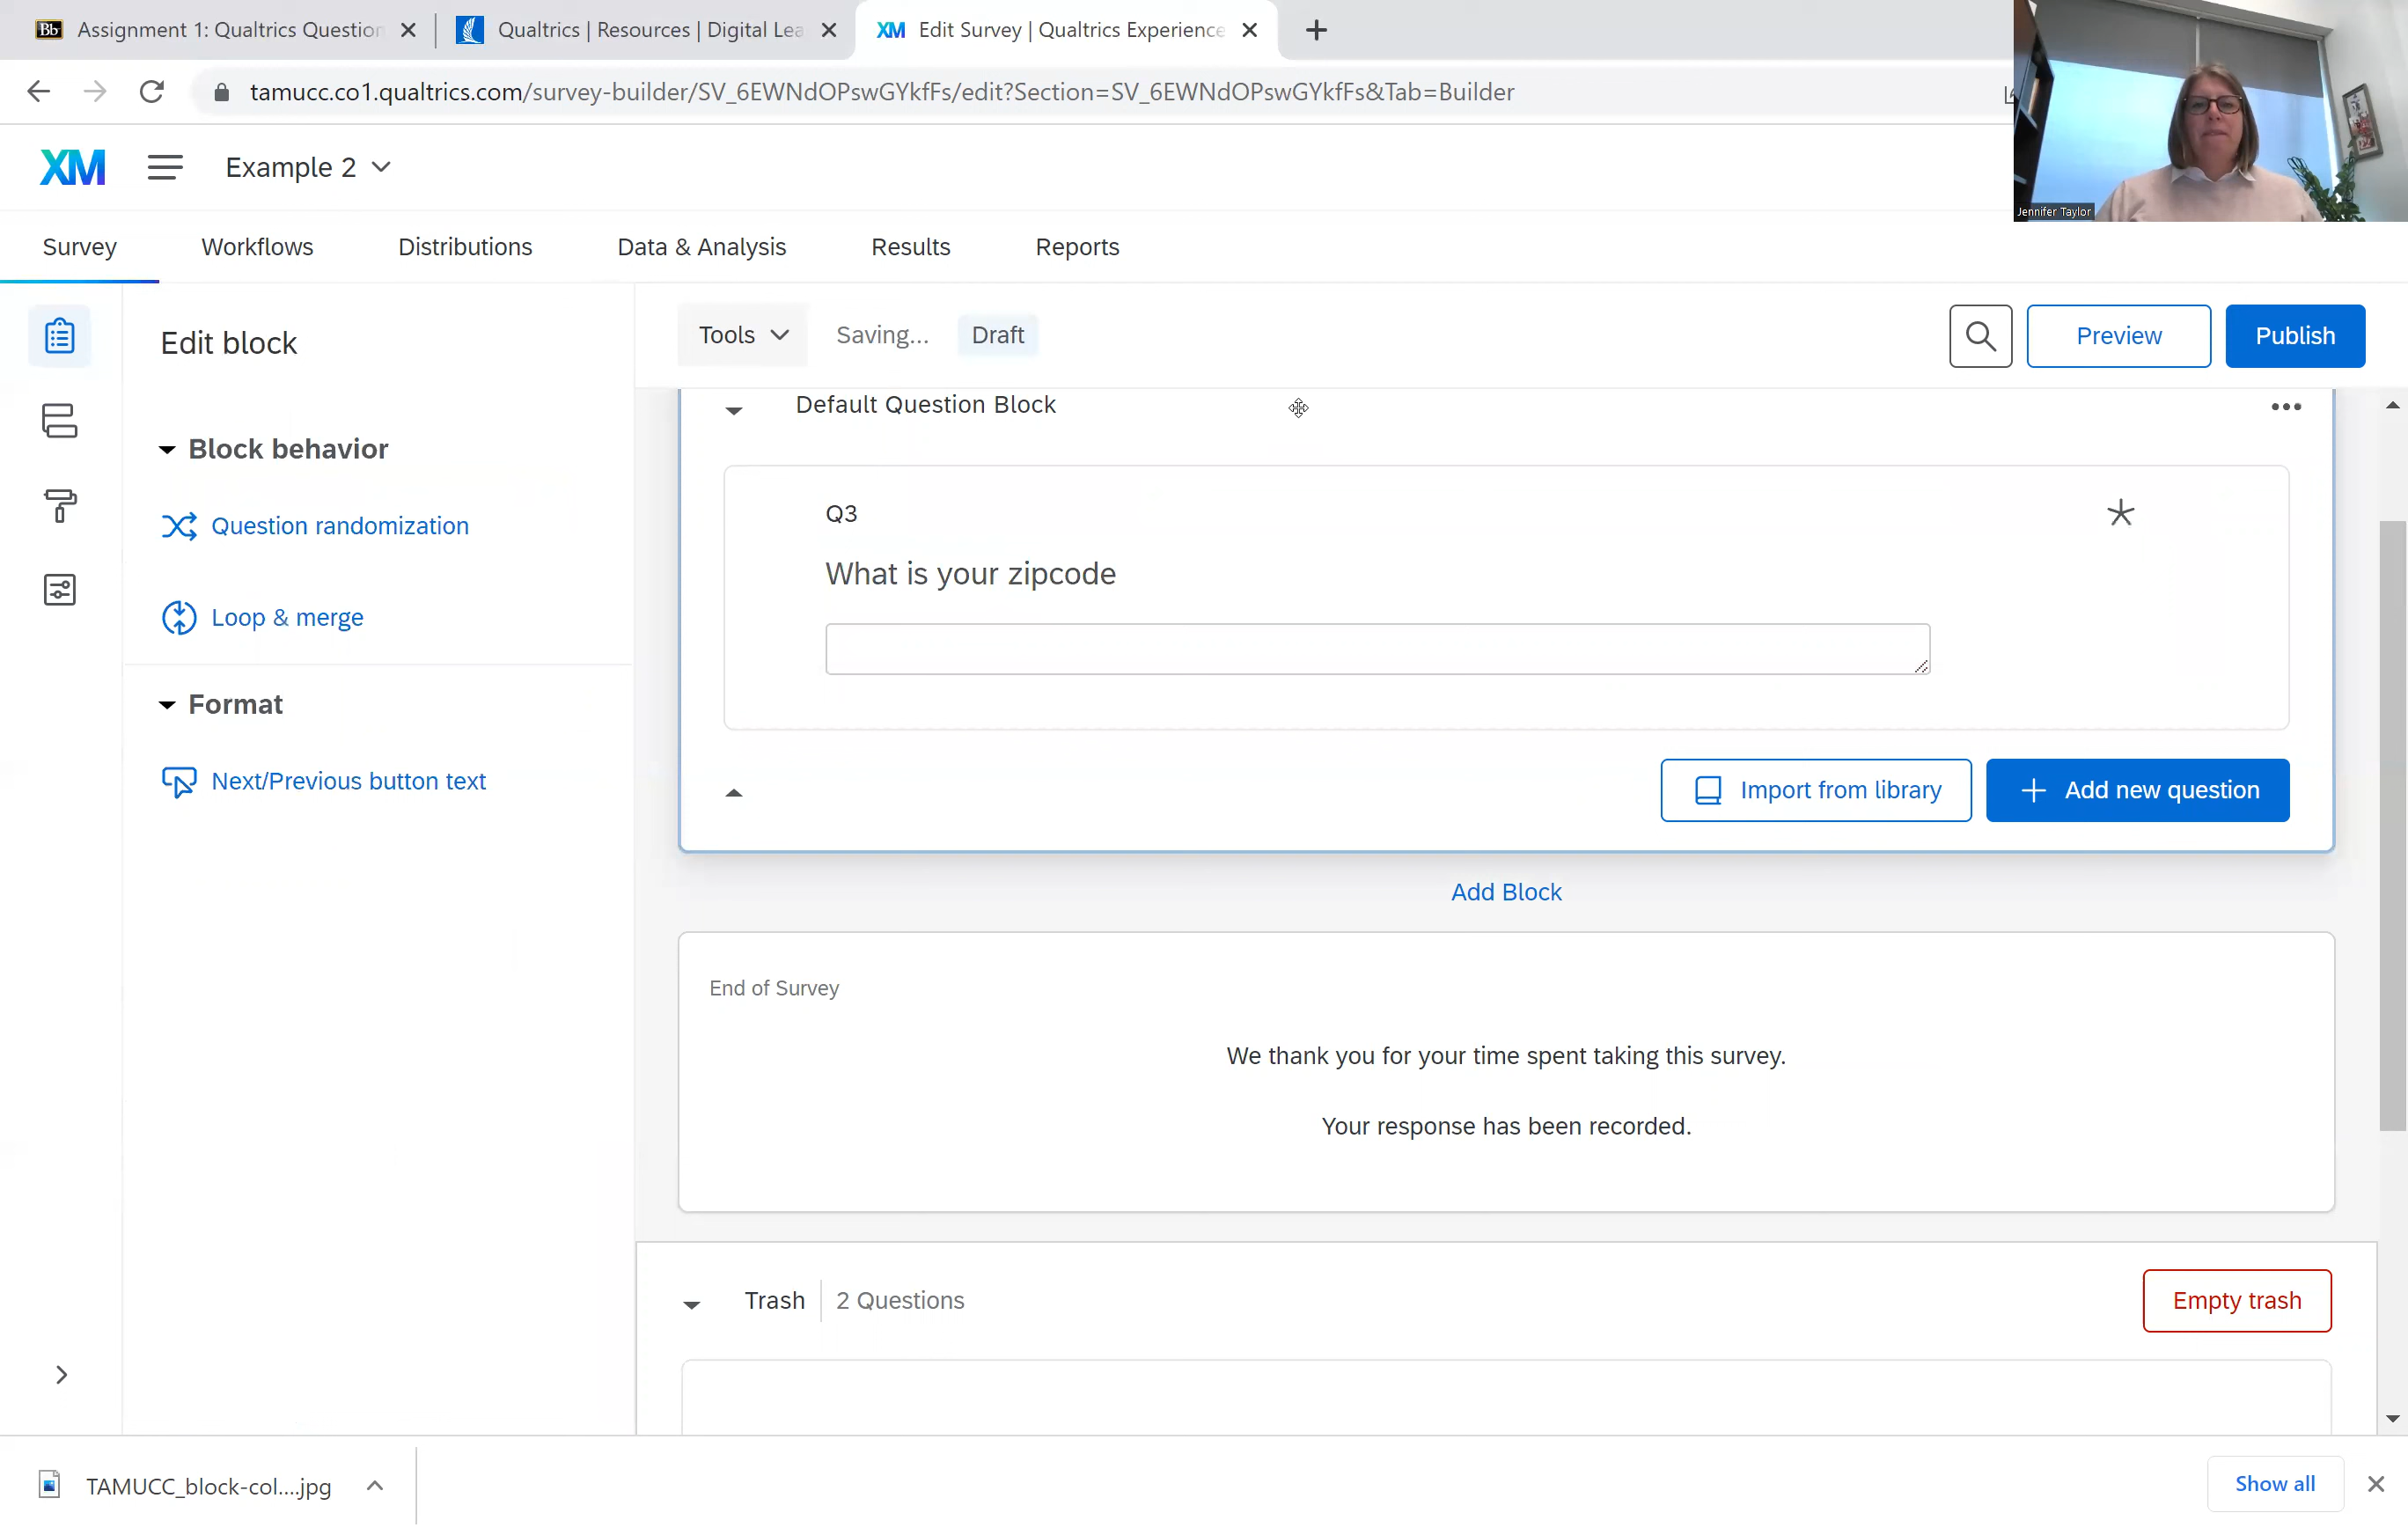 Bb Assignment 1: Qualtrics Question
Qualtrics | Resources | Digital Lea
XM Edit Survey | Qualtrics Experience
tamucc.co1.qualtrics.com/survey-builder/SV_6EWNdOPswGYkfFs/edit?Section=SV_6EWNdOPswGYkfFs&Tab=Builder
Jennifer Taylor
XM Example 2
Survey Workflows Distributions Data & Analysis Results Reports
Edit block
Tools Saving... Draft
Preview Publish
Default Question Block
Block behavior
Question randomization
Loop & merge
Format
Next/Previous button text
Q3
What is your zipcode
Import from library
Add new question
Add Block
End of Survey
We thank you for your time spent taking this survey.
Your response has been recorded.
Trash 2 Questions
Empty trash
TAMUCC_block-col....jpg
Show all